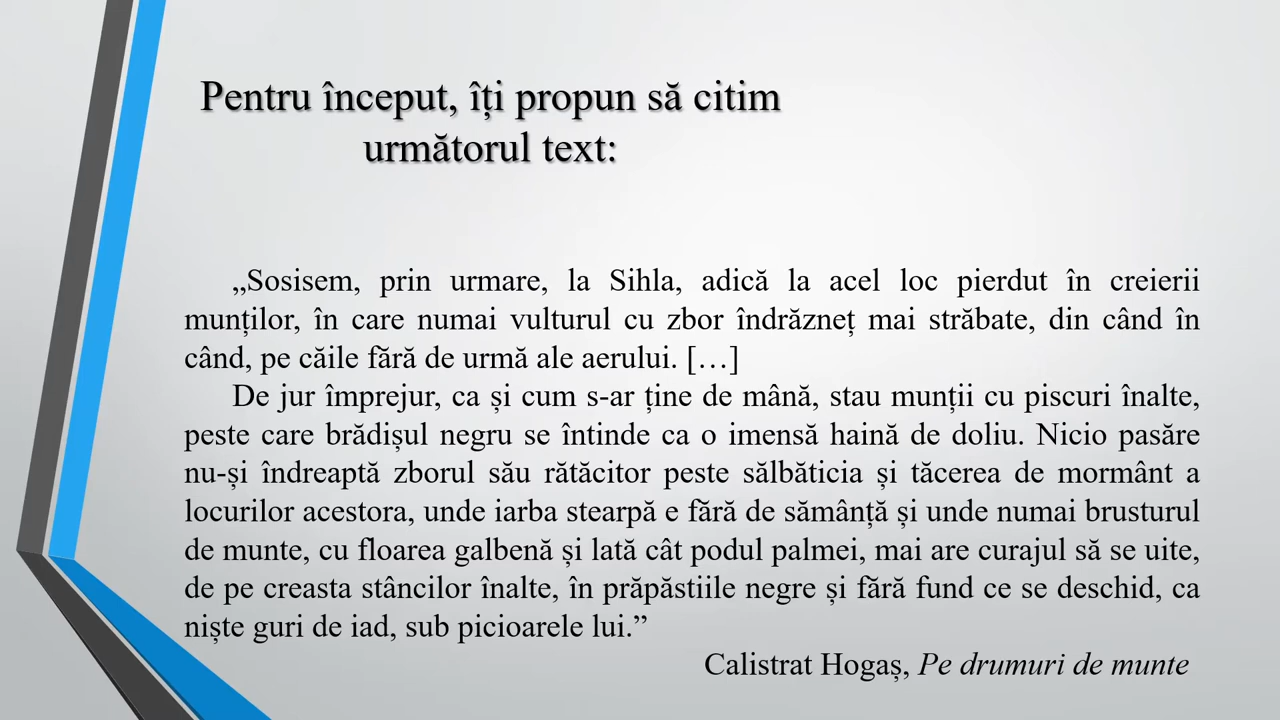 Pentru început, îți propun să citim
următorul text:
„Sosisem, prin urmare, la Sihla, adică la acel loc pierdut în creierii
munților, în care numai vulturul cu zbor îndrăzneț mai străbate, din când în
când, pe căile fără de urmă ale aerului. […]
De jur împrejur, ca și cum s-ar ține de mână, stau munții cu piscuri înalte,
peste care brădișul negru se întinde ca o imensă haină de doliu. Nicio pasăre
nu-și îndreaptă zborul său rătăcitor peste sălbăticia și tăcerea de mormânt a
locurilor acestora, unde iarba stearpă e fără de sămânță și unde numai brusturul
de munte, cu floarea galbenă și lată cât podul palmei, mai are curajul să se uite,
de pe creasta stâncilor înalte, în prăpăstiile negre și fără fund ce se deschid, ca
niște guri de iad, sub picioarele lui.”
Calistrat Hogaș, Pe drumuri de munte